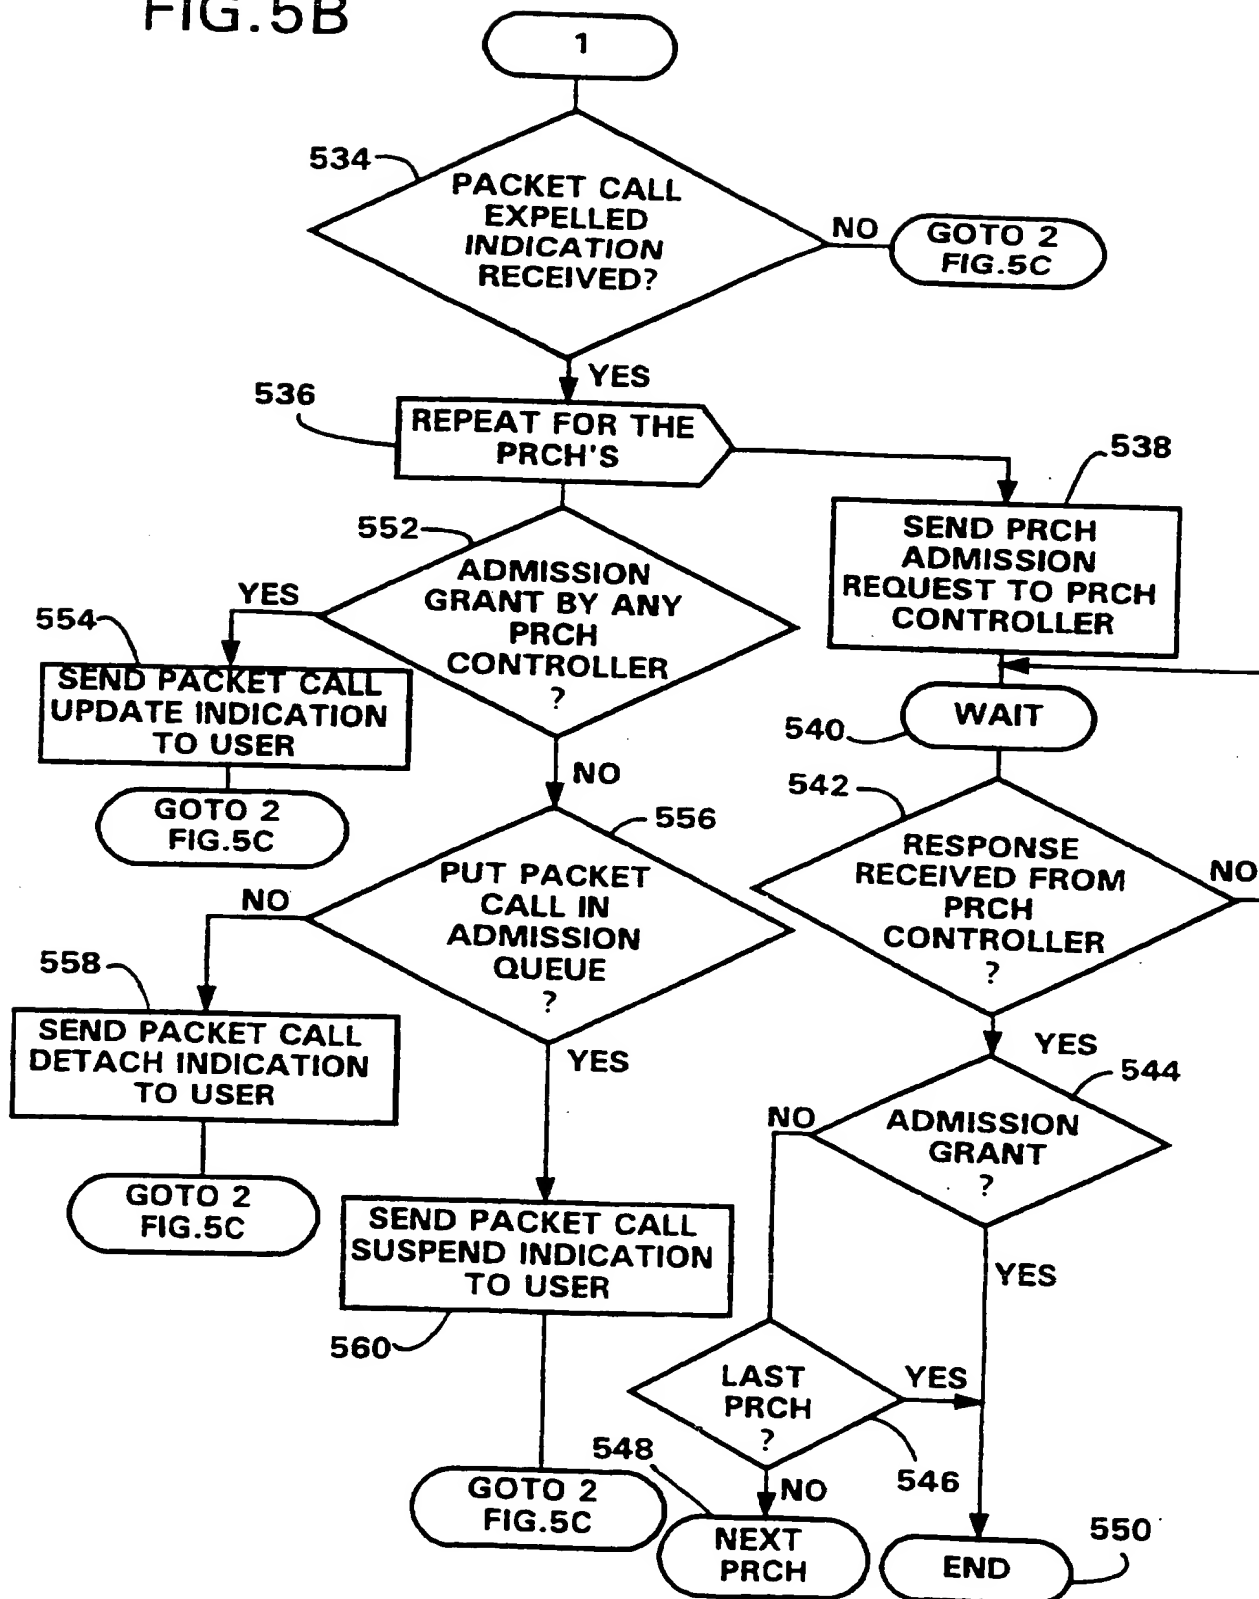 FIG.5B
1
534
PACKET CALL
EXPELLED
INDICATION
RECEIVED?
NO
GOTO 2
FIG.5C
YES
536
REPEAT FOR THE
PRCH'S
538
SEND PRCH
ADMISSION
REQUEST TO PRCH
CONTROLLER
552
ADMISSION
GRANT BY ANY
PRCH
CONTROLLER
?
YES
554
SEND PACKET CALL
UPDATE INDICATION
TO USER
GOTO 2
FIG.5C
NO
WAIT
540
542
RESPONSE
RECEIVED FROM
PRCH
CONTROLLER
?
NO
556
PUT PACKET
CALL IN
ADMISSION
QUEUE
?
NO
558
SEND PACKET CALL
DETACH INDICATION
TO USER
GOTO 2
FIG.5C
YES
SEND PACKET CALL
SUSPEND INDICATION
TO USER
560
GOTO 2
FIG.5C
YES
544
ADMISSION
GRANT
?
NO
YES
LAST
PRCH
?
YES
546
548
NO
NEXT
PRCH
END
550